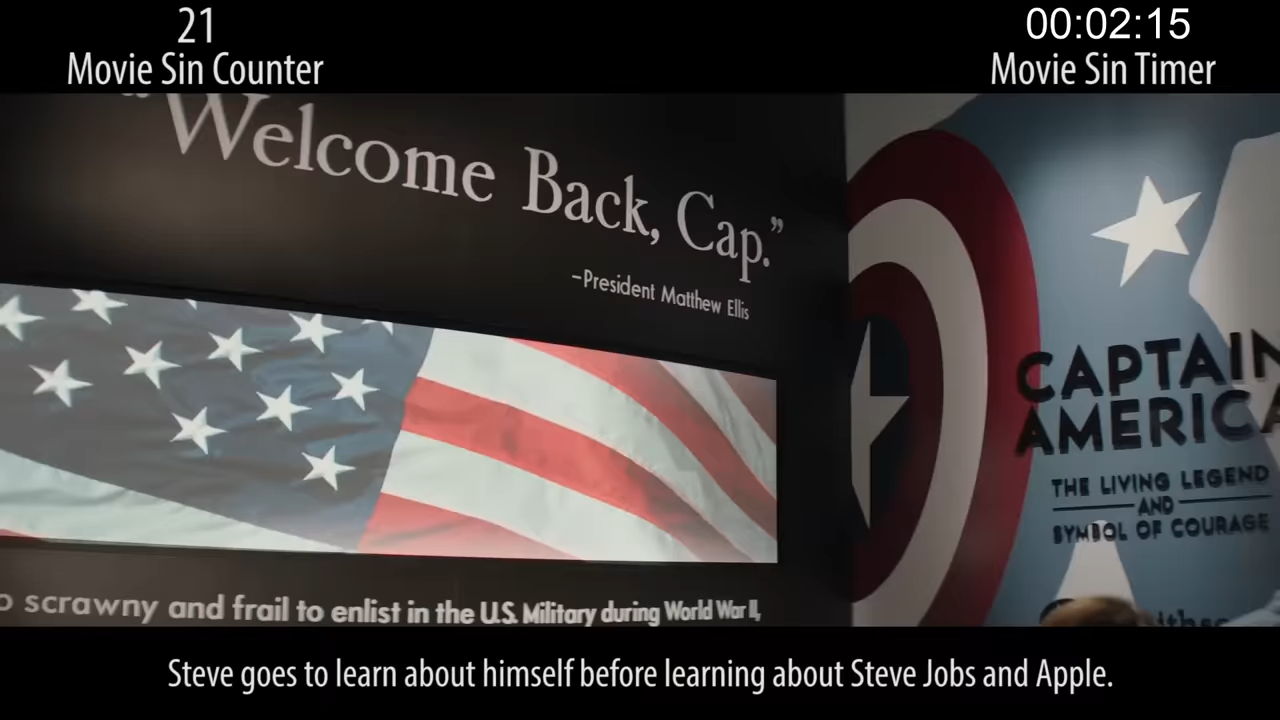 21
Movie Sin Counter
00:02:15
Movie Sin Timer
"Welcome Back, Cap."
–President Matthew Ellis
CAPTAIN
AMERICA
THE LIVING LEGEND
AND
SYMBOL OF COURAGE
scrawny and frail to enlist in the U.S. Military during World War II,
Steve goes to learn about himself before learning about Steve Jobs and Apple.